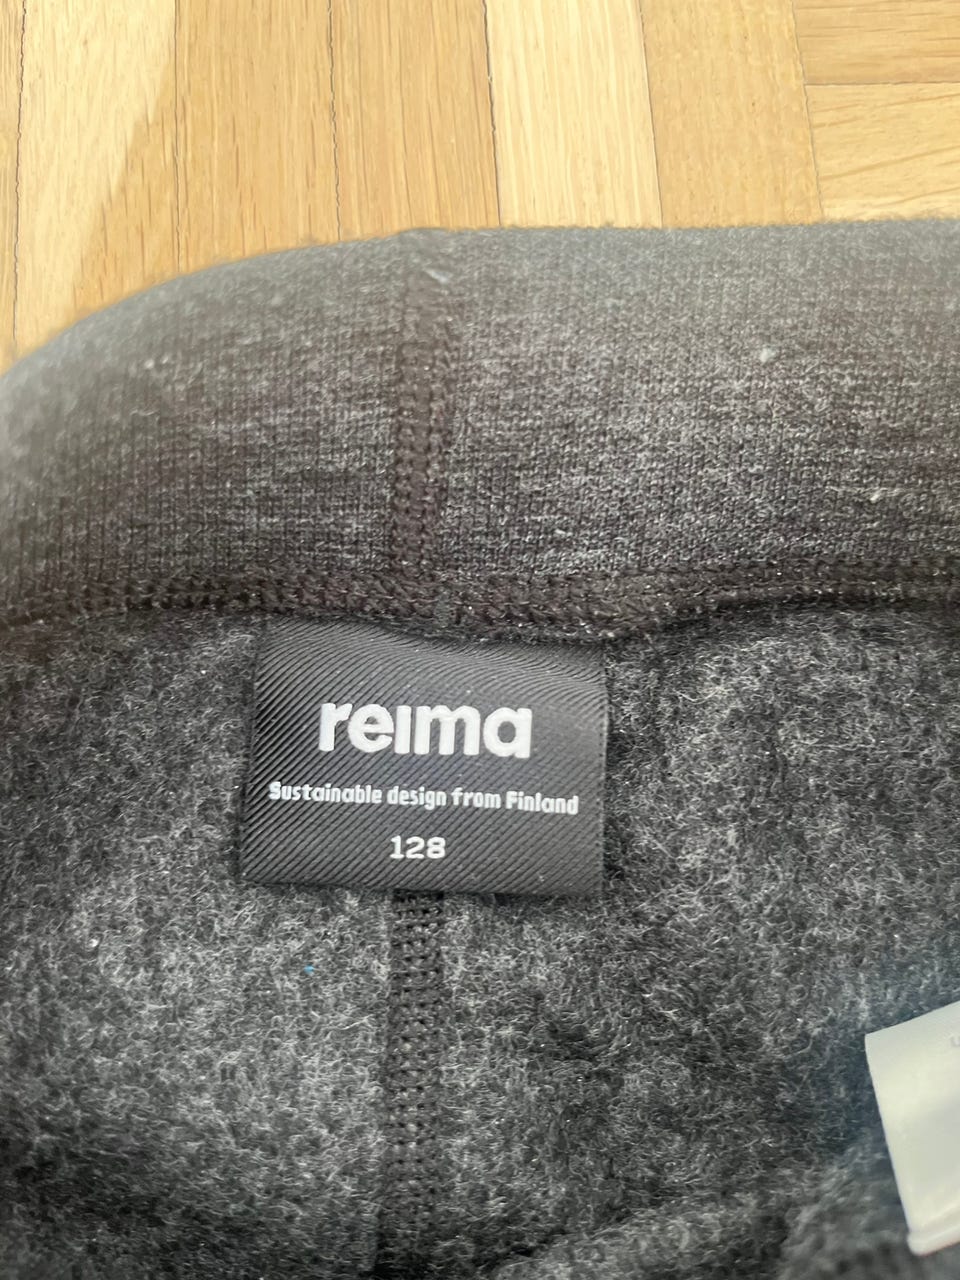 reima
Sustainable design from Finland
128